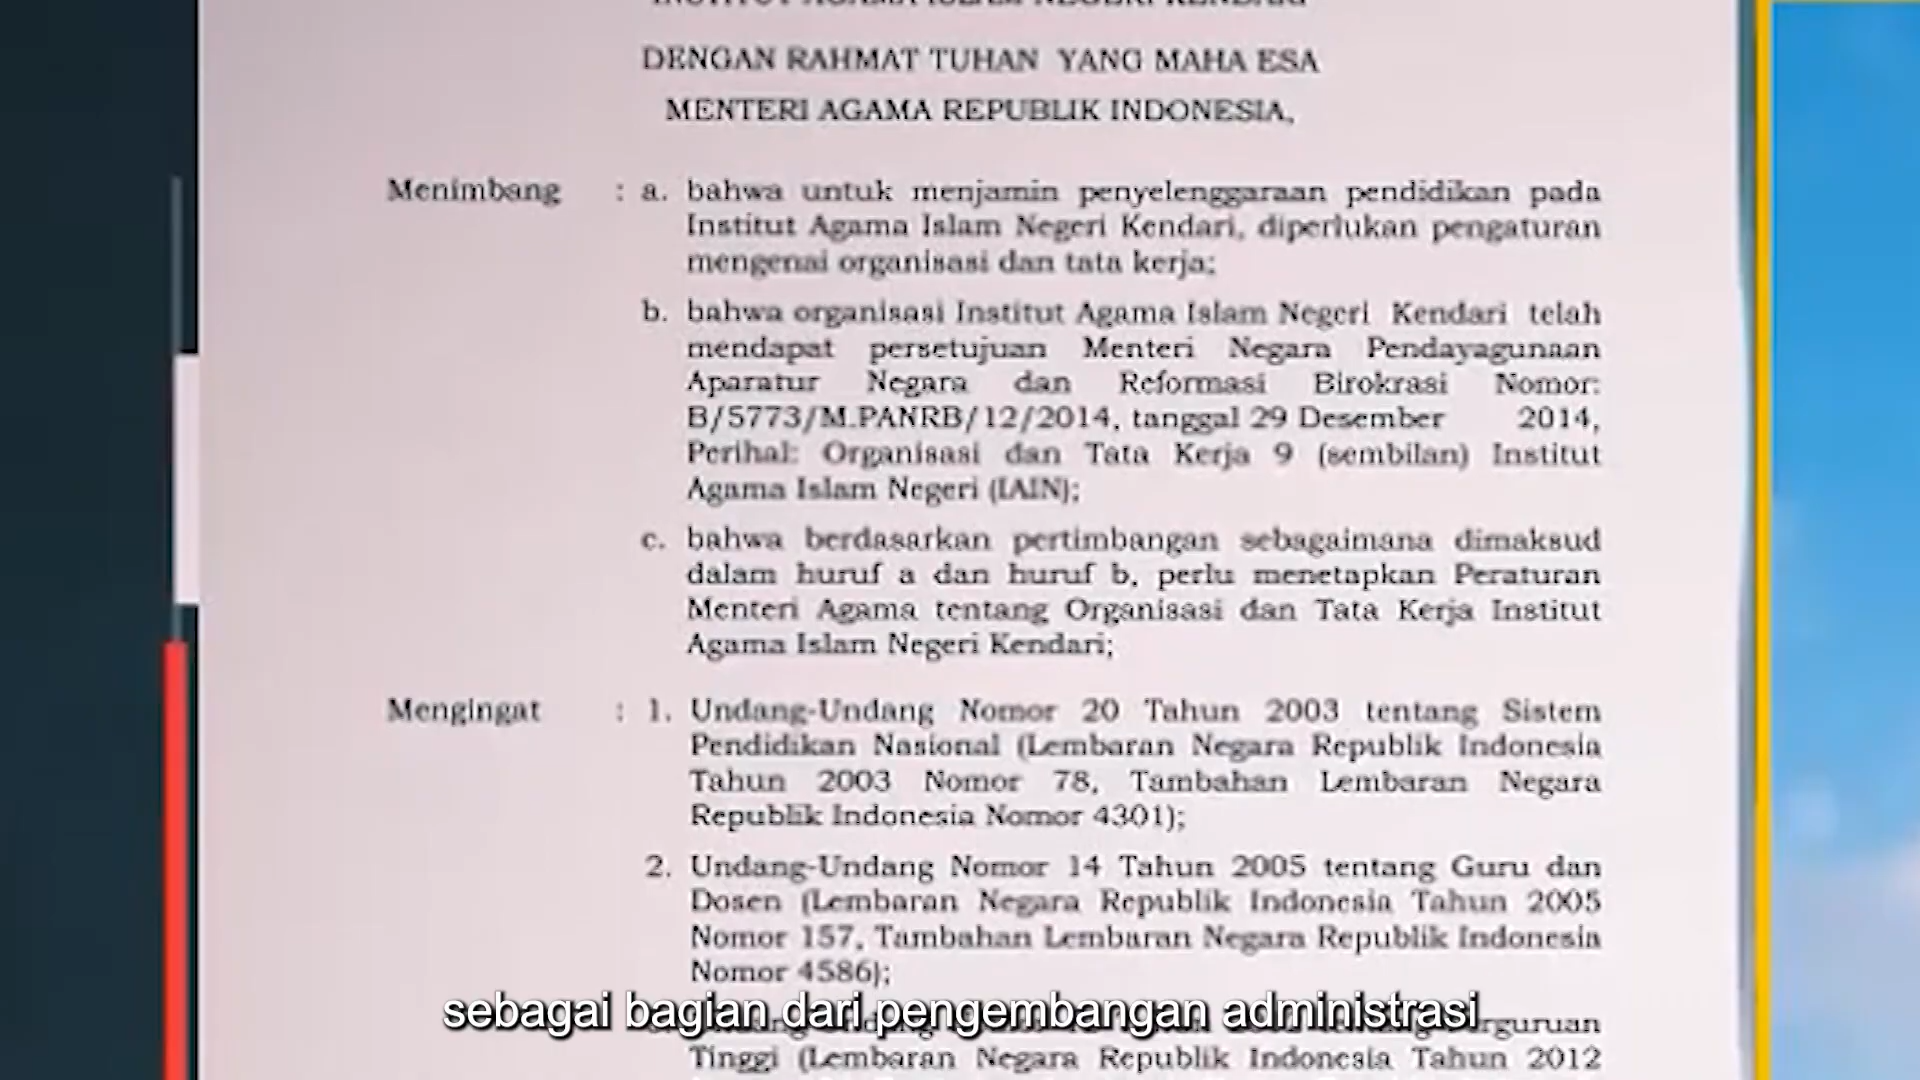 INSTITUT AGAMA ISLAM NEGERI KENDARI
DENGAN RAHMAT TUHAN YANG MAHA ESA
MENTERI AGAMA REPUBLIK INDONESIA,
Menimbang : a. bahwa untuk menjamin penyelenggaraan pendidikan pada
Institut Agama Islam Negeri Kendari, diperlukan pengaturan
mengenai organisasi dan tata kerja;
b. bahwa organisasi Institut Agama Islam Negeri Kendari telah
mendapat persetujuan Menteri Negara Pendayagunaan
Aparatur Negara dan Reformasi Birokrasi Nomor:
B/5773/M.PANRB/12/2014, tanggal 29 Desember 2014,
Perihal: Organisasi dan Tata Kerja 9 (sembilan) Institut
Agama Islam Negeri (IAIN);
c. bahwa berdasarkan pertimbangan sebagaimana dimaksud
dalam huruf a dan huruf b, perlu menetapkan Peraturan
Menteri Agama tentang Organisasi dan Tata Kerja Institut
Agama Islam Negeri Kendari;
Mengingat : 1. Undang-Undang Nomor 20 Tahun 2003 tentang Sistem
Pendidikan Nasional (Lembaran Negara Republik Indonesia
Tahun 2003 Nomor 78, Tambahan Lembaran Negara
Republik Indonesia Nomor 4301);
2. Undang-Undang Nomor 14 Tahun 2005 tentang Guru dan
Dosen (Lembaran Negara Republik Indonesia Tahun 2005
Nomor 157, Tambahan Lembaran Negara Republik Indonesia
Nomor 4586);
sebagai bagian dari pengembangan administrasi
Tinggi (Lembaran Negara Republik Indonesia Tahun 2012